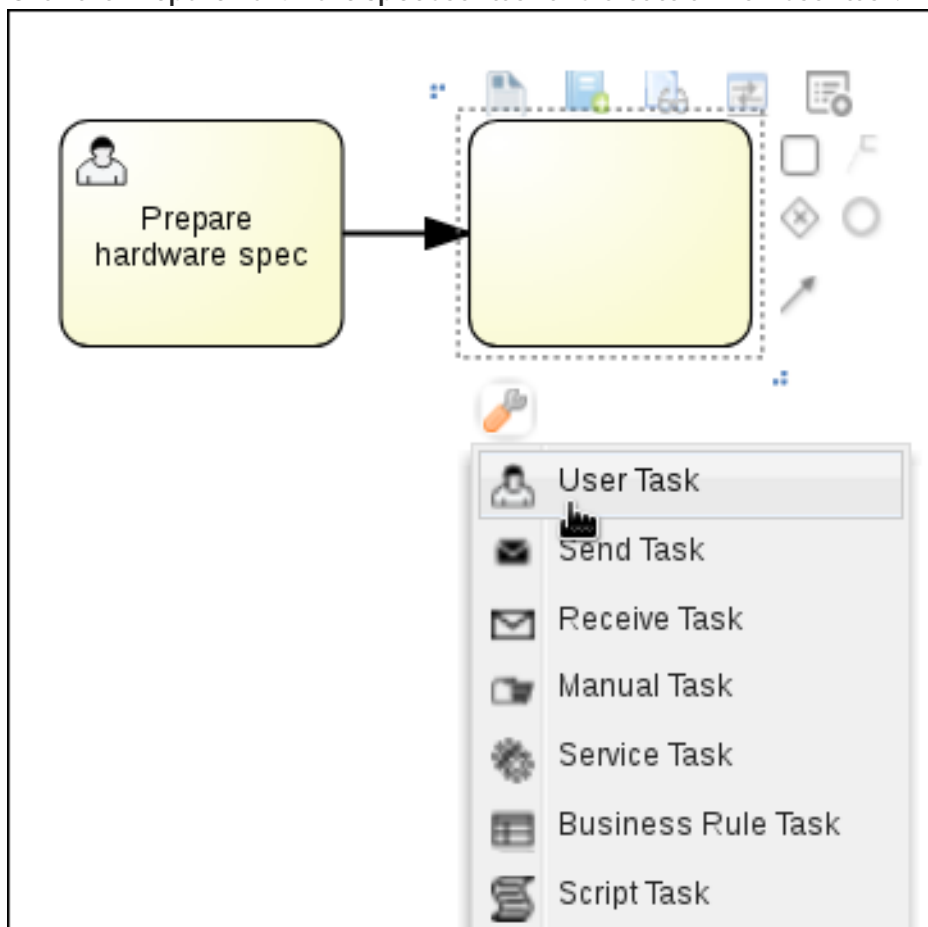 Prepare
hardware spec
User Task
Send Task
Receive Task
Manual Task
Service Task
Business Rule Task
Script Task